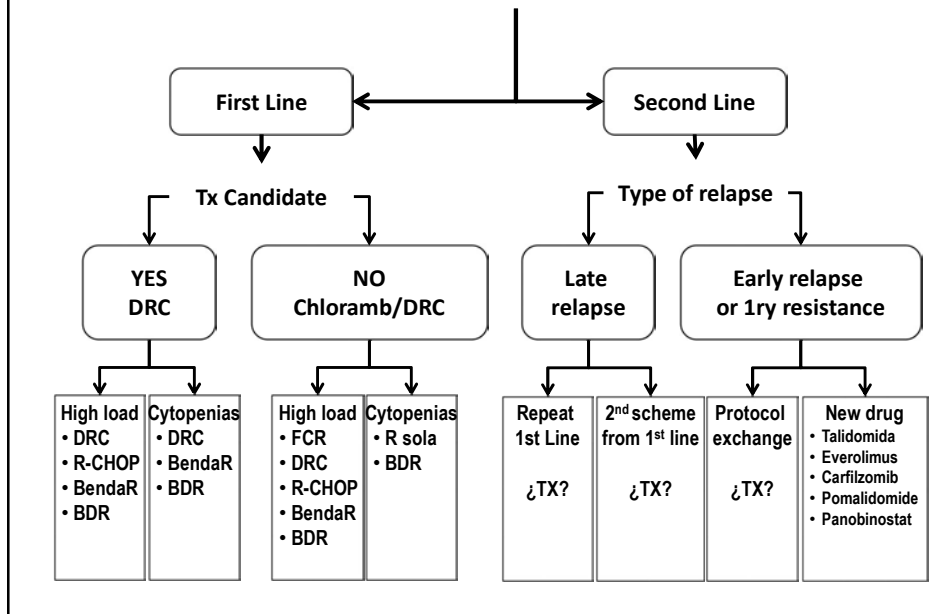 First Line
Second Line
Tx Candidate
Type of relapse
YES
DRC
NO
Chloramb/DRC
Late
relapse
Early relapse
or 1ry resistance
High load
• DRC
• R-CHOP
• BendaR
• BDR
Cytopenias
• DRC
• BendaR
• BDR
High load
• FCR
• DRC
• R-CHOP
• BendaR
• BDR
Cytopenias
• R sola
• BDR
Repeat
1st Line
¿TX?
2nd scheme
from 1st line
¿TX?
Protocol
exchange
¿TX?
New drug
• Talidomida
• Everolimus
• Carfilzomib
• Pomalidomide
• Panobinostat